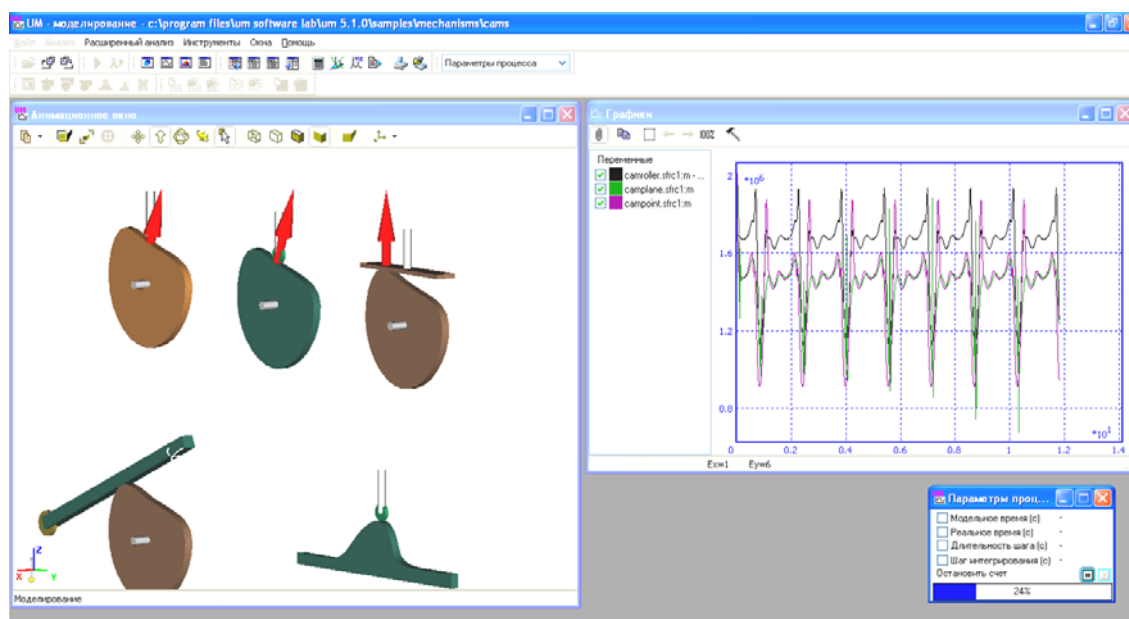 UM - моделирование - c:\program files\um software lab\um 5.1.0\samples\mechanisms\cams
Файл Анализ Расширенный анализ Инструменты Окна Помощь
Параметры процесса
Анимационное окно
Z
X
Y
Моделирование
Графики
Переменные
camroller.sfrc1:m - ...
camplane.sfrc1:m
campoint.sfrc1:m
2
*10⁶
1.6
1.2
0.8
*10¹
0 0.2 0.4 0.6 0.8 1 1.2 1.4
Ex=1 Ey=6
Параметры проц...
Модельное время (с) -
Реальное время (с) -
Длительность шага (с) -
Шаг интегрирования (с) -
Остановить счет
24%